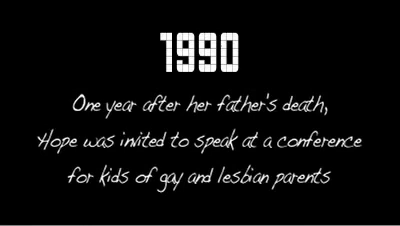 1990
One year after her father's death,
Hope was invited to speak at a conference
for kids of gay and lesbian parents